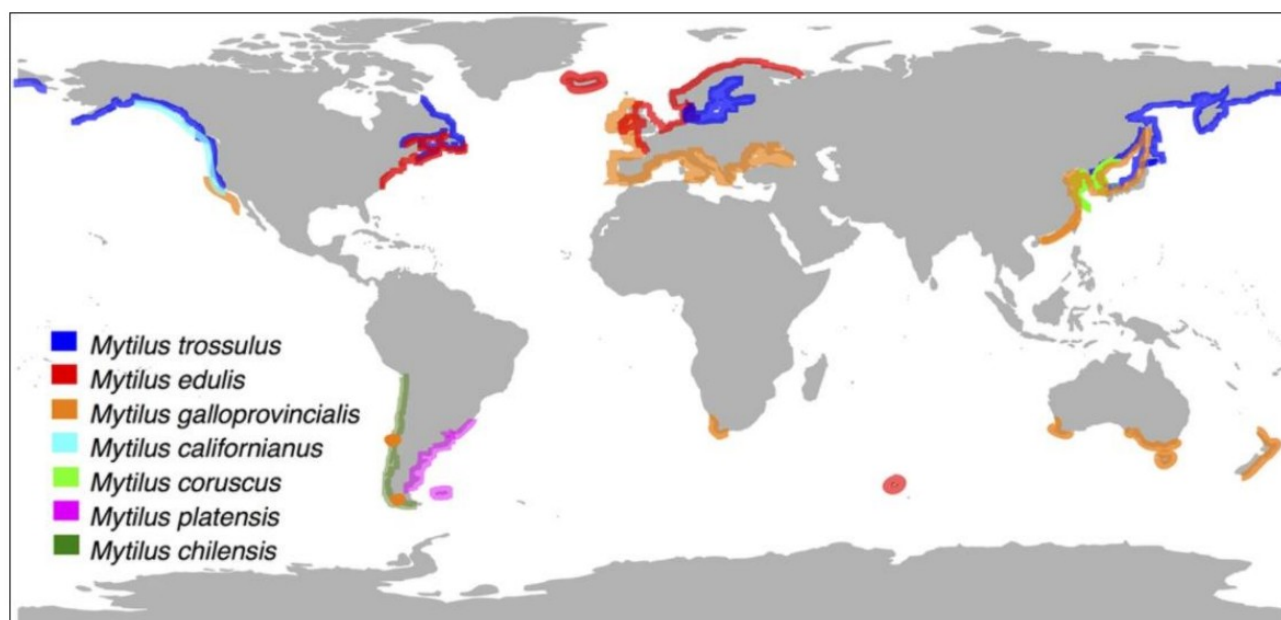 Mytilus trossulus
Mytilus edulis
Mytilus galloprovincialis
Mytilus californianus
Mytilus coruscus
Mytilus platensis
Mytilus chilensis